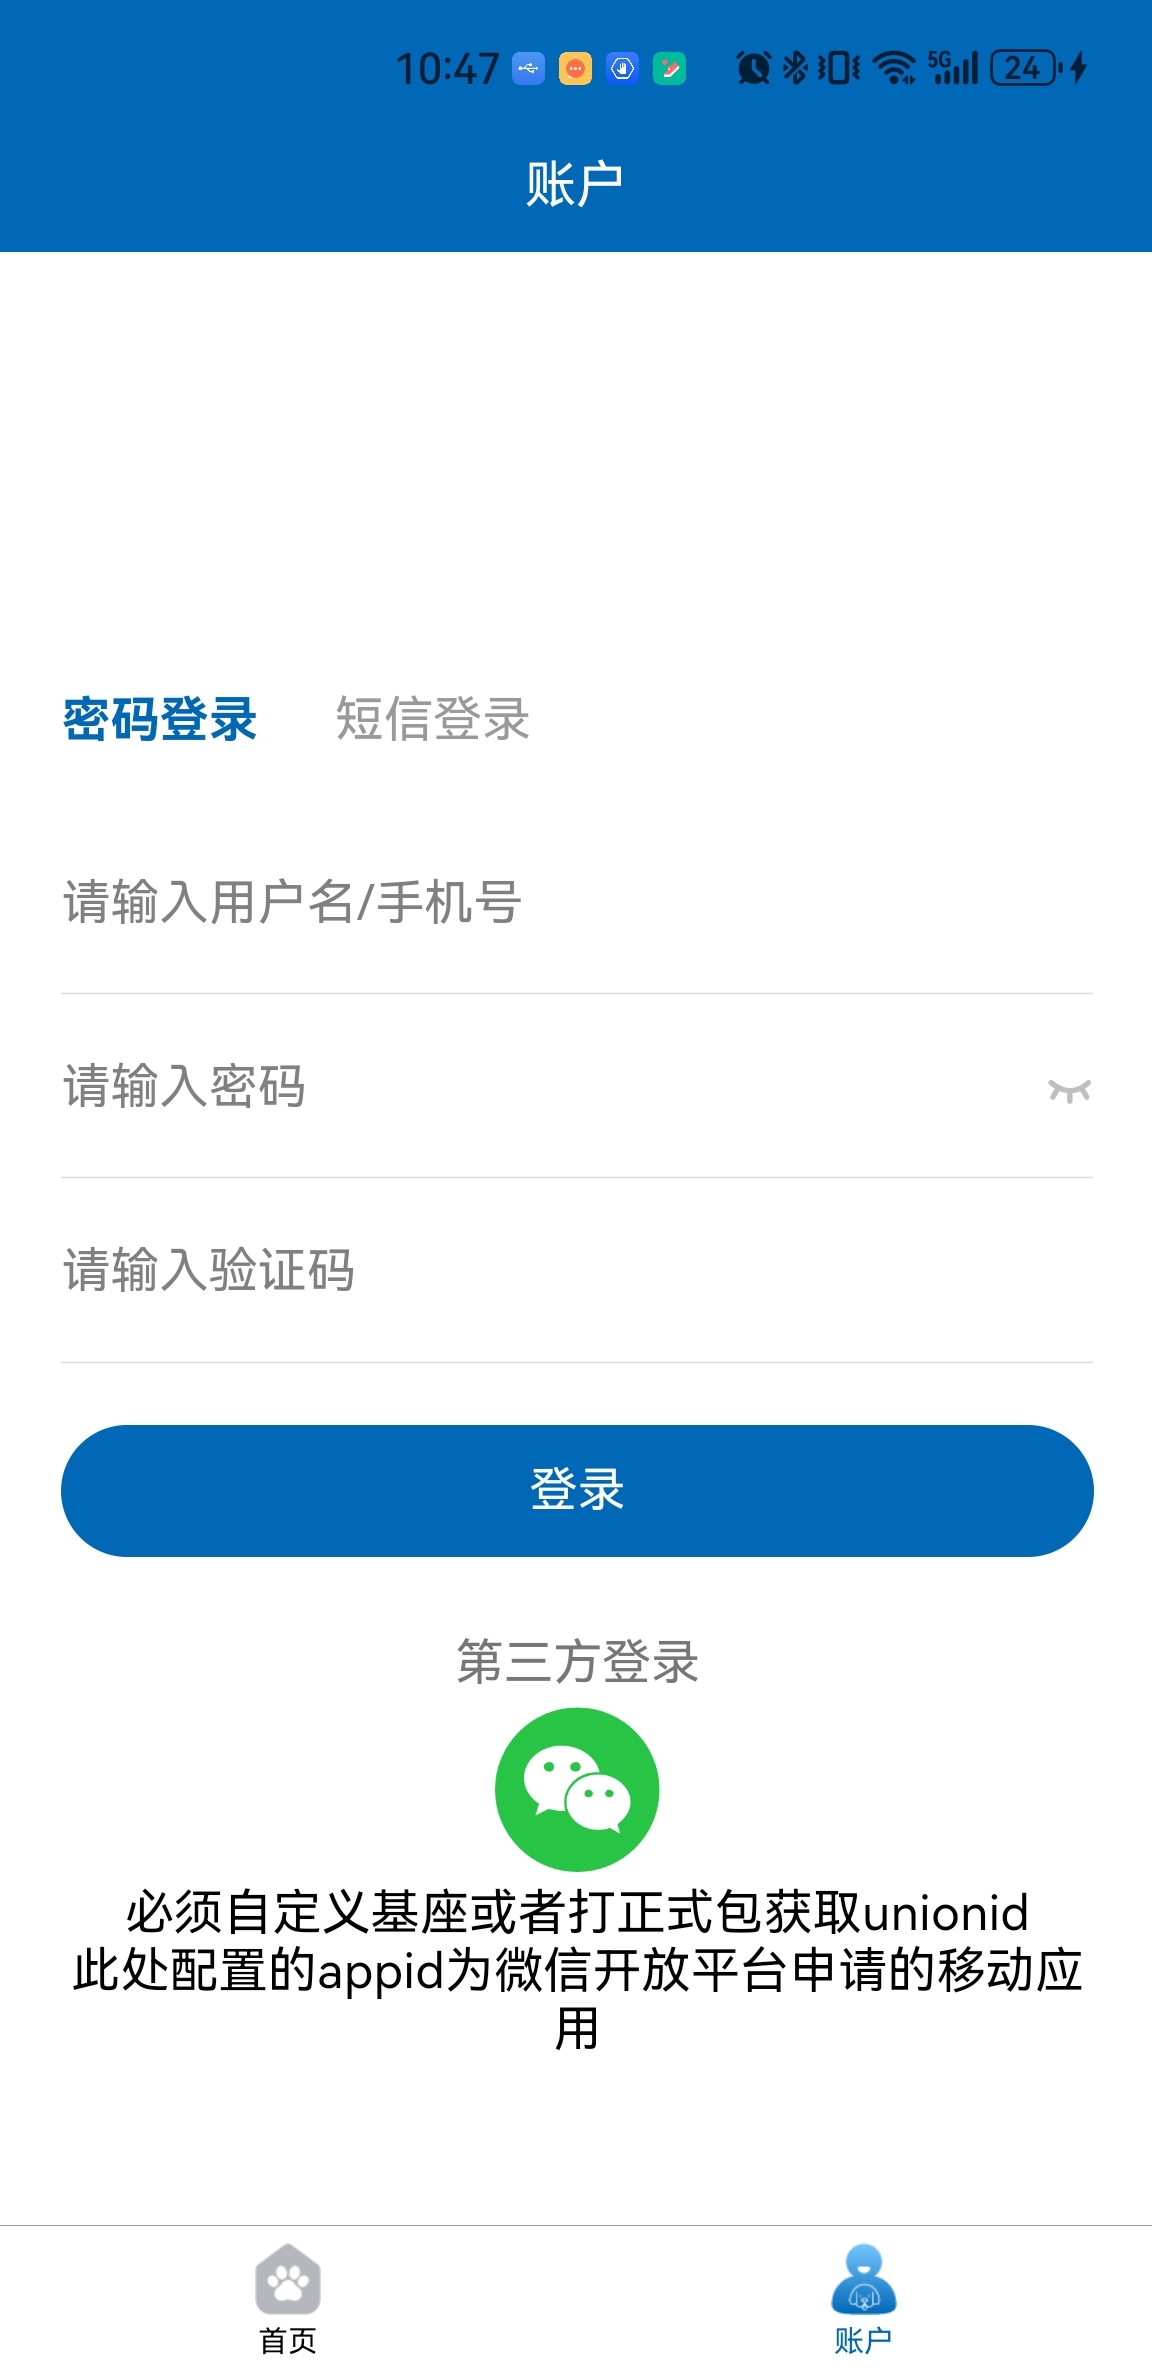 10:47
5G
24
账户
密码登录 短信登录
请输入用户名/手机号
请输入密码
请输入验证码
登录
第三方登录
必须自定义基座或者打正式包获取unionid
此处配置的appid为微信开放平台申请的移动应
用
首页 账户